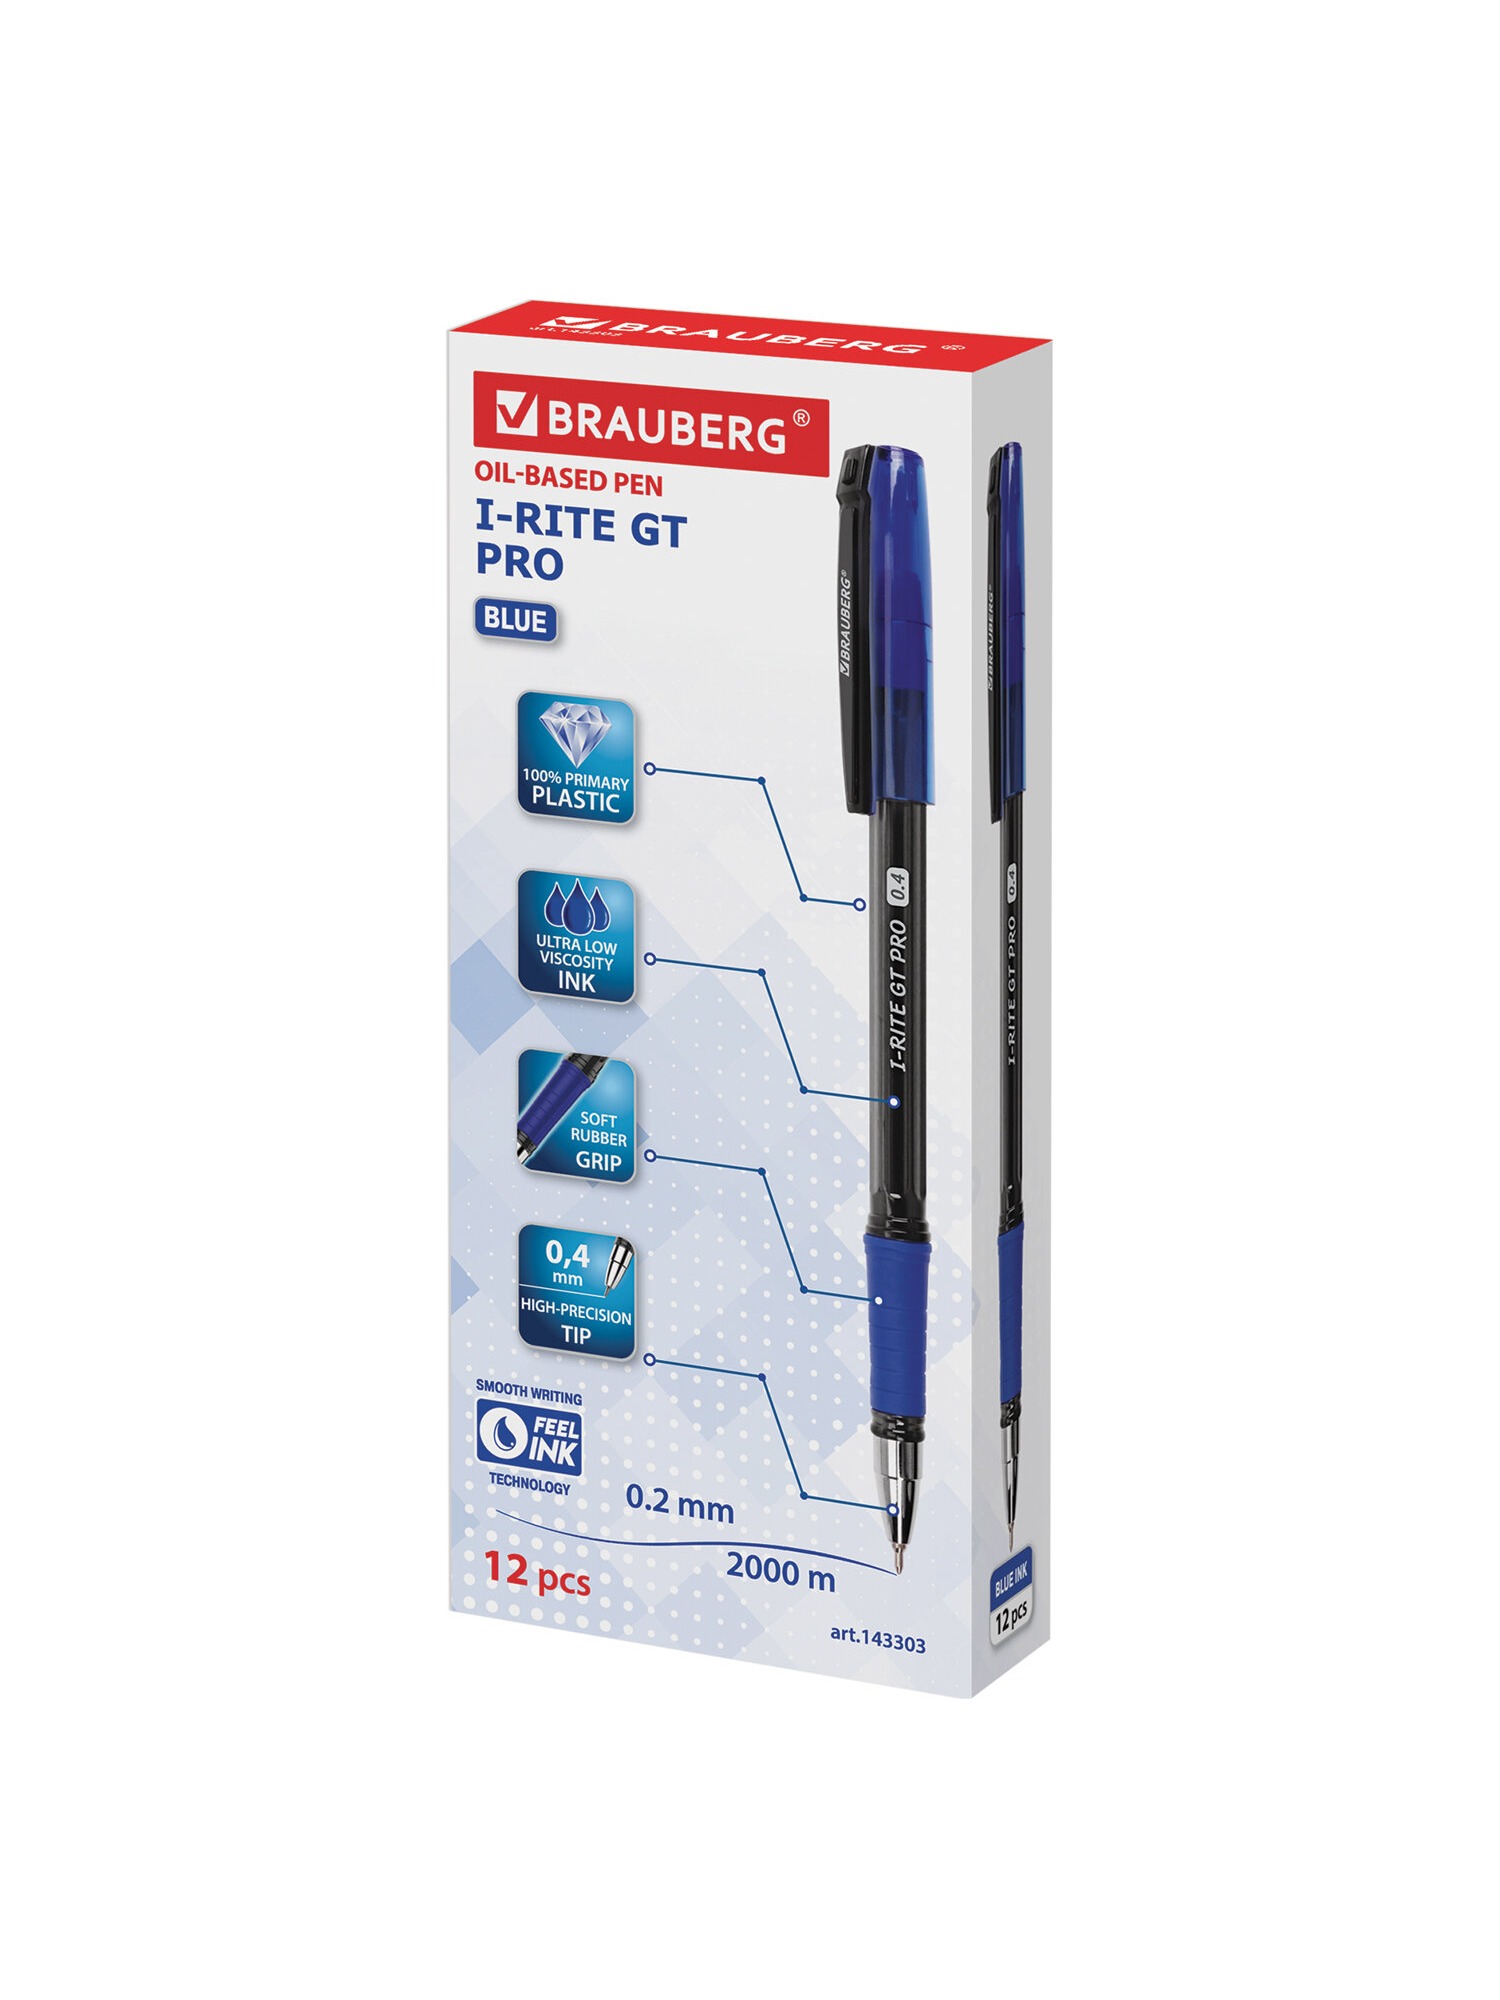 BRAUBERG ®
art.143303
BRAUBERG®
OIL-BASED PEN
I-RITE GT
PRO
BLUE
100% PRIMARY
PLASTIC
ULTRA LOW
VISCOSITY
INK
SOFT
RUBBER
GRIP
0,4
mm
HIGH-PRECISION
TIP
SMOOTH WRITING
FEEL
INK
TECHNOLOGY
0.2 mm
2000 m
12 pcs
art.143303
BRAUBERG®
I-RITE GT PRO 0.4
BRAUBERG®
I-RITE GT PRO 0.4
BLUE INK
12 pcs